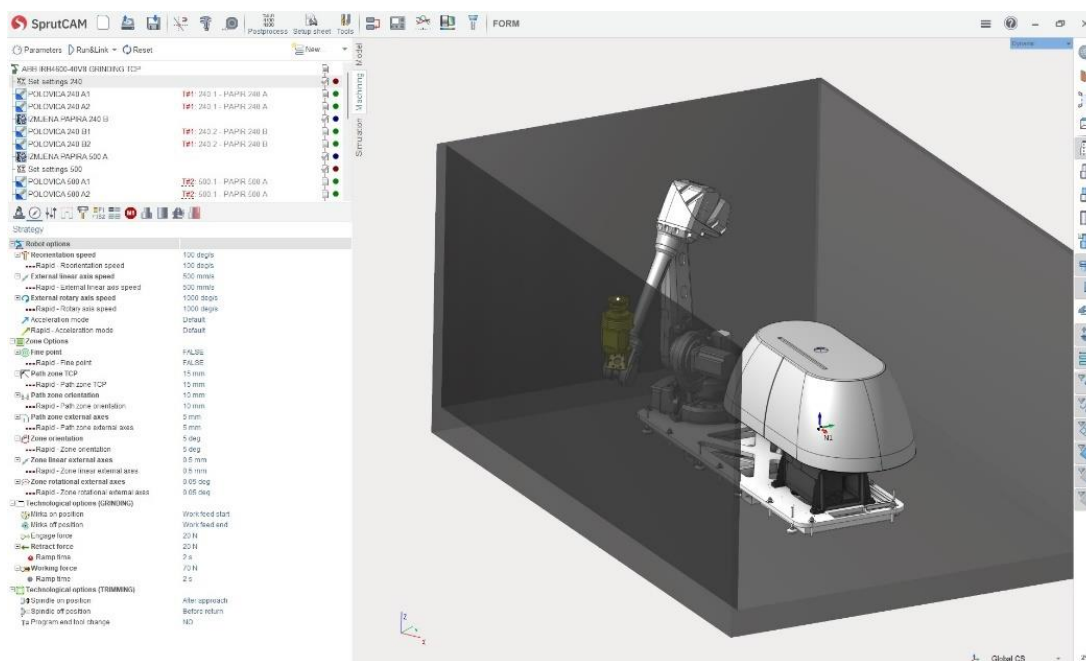 SprutCAM
Postprocess Setup sheet Tools
FORM
Parameters Run&Link Reset
New...
Model
Machining
Simulation
Set settings 240
POLOVICA 240 A1 T#1: 240.1 - PAPIR 240 A
POLOVICA 240 A2 T#1: 240.1 - PAPIR 240 A
IZMJENA PAPIRA 240 B
POLOVICA 240 B1 T#1: 240.2 - PAPIR 240 B
POLOVICA 240 B2 T#1: 240.2 - PAPIR 240 B
IZMJENA PAPIRA 500 A
Set settings 500
POLOVICA 500 A1 T#2: 500.1 - PAPIR 500 A
POLOVICA 500 A2 T#2: 500.1 - PAPIR 500 A
Strategy
Robot options
Reorientation speed 100 deg/s
Rapid - Reorientation speed 100 deg/s
External linear axis speed 500 mm/s
Rapid - External linear axis speed 500 mm/s
External rotary axis speed 1000 deg/s
Rapid - Rotary axis speed 1000 deg/s
Acceleration mode Default
Rapid - Acceleration mode Default
Zone Options
Fine point FALSE
Rapid - Fine point FALSE
Path zone TCP 15 mm
Rapid - Path zone TCP 15 mm
Path zone orientation 10 mm
Rapid - Path zone orientation 10 mm
Path zone external axes 5 mm
Rapid - Path zone external axes 5 mm
Zone orientation 5 deg
Rapid - Zone orientation 5 deg
Zone linear external axes 0.5 mm
Rapid - Zone linear external axes 0.5 mm
Zone rotational external axes 0.05 deg
Rapid - Zone rotational external axes 0.05 deg
Technological options (GRINDING)
Mirka on position Work feed start
Mirka off position Work feed end
Engage force 20 N
Retract force 20 N
Ramp time 2 s
Working force 70 N
Ramp time 2 s
Technological options (TRIMMING)
Spindle on position After approach
Spindle off position Before return
Program end tool change NO
Z
Global CS